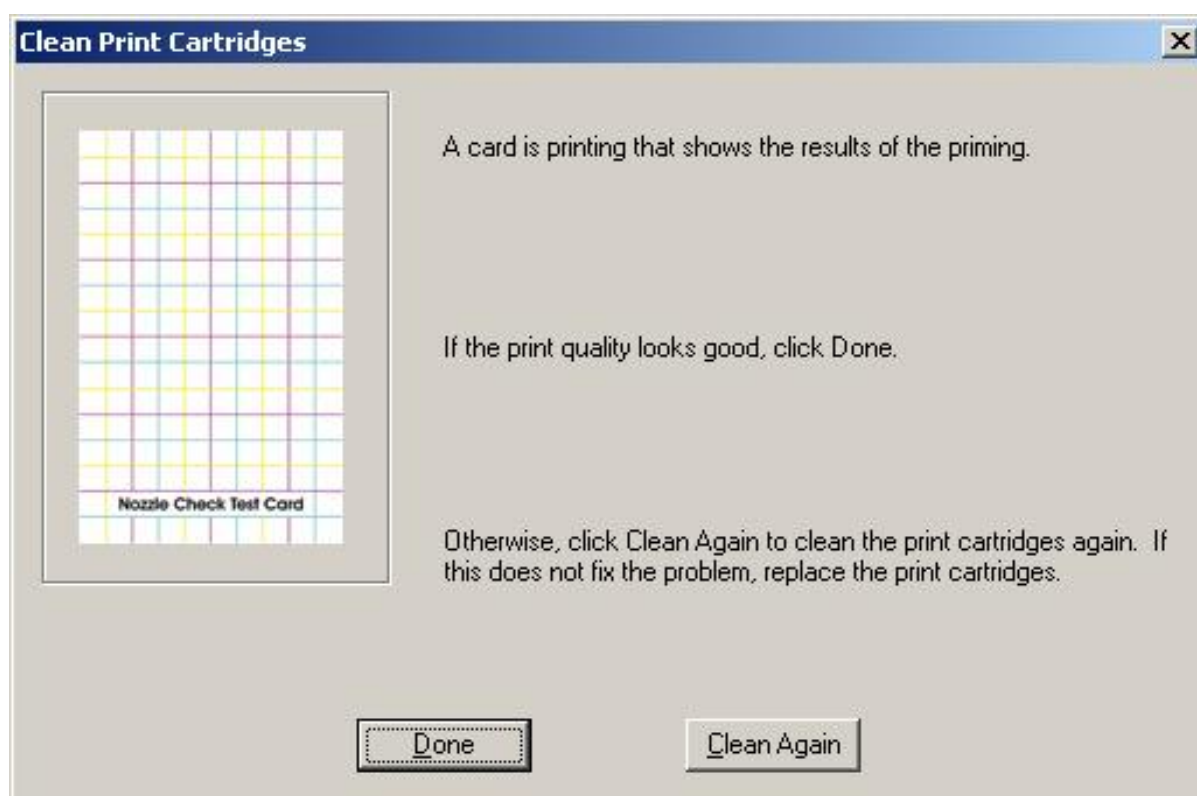 Clean Print Cartridges
A card is printing that shows the results of the priming.
If the print quality looks good, click Done.
Nozzle Check Test Card
Otherwise, click Clean Again to clean the print cartridges again.  If
this does not fix the problem, replace the print cartridges.
Done
Clean Again